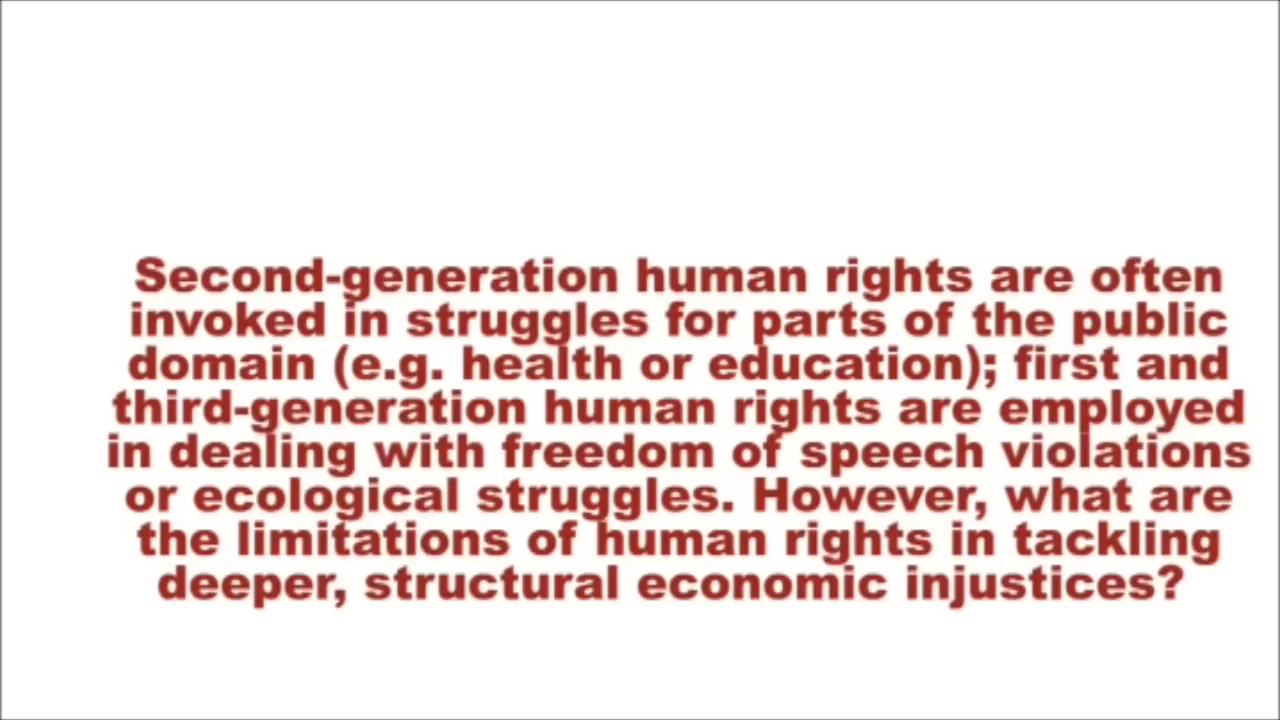 Second-generation human rights are often
invoked in struggles for parts of the public
domain (e.g. health or education); first and
third-generation human rights are employed
in dealing with freedom of speech violations
or ecological struggles. However, what are
the limitations of human rights in tackling
deeper, structural economic injustices?